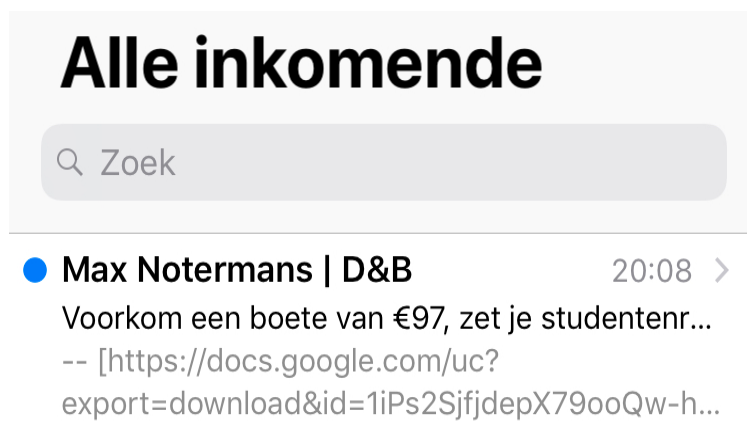 Alle inkomende
Zoek
Max Notermans | D&B 20:08
Voorkom een boete van €97, zet je studentenr...
-- [https://docs.google.com/uc?
export=download&id=1iPs2SjfjdepX79ooQw-h...